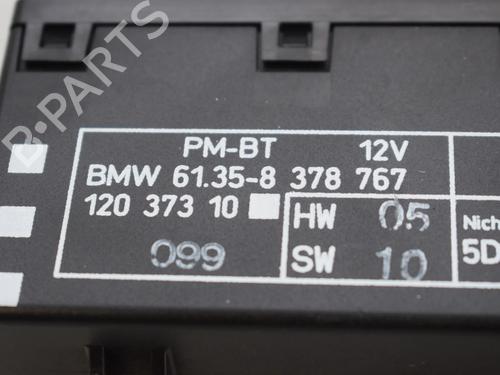 B-PARTS
PM-BT 12V
BMW 61.35-8 378 767
120 373 10
HW 05
Nich
099
SW 10
5D